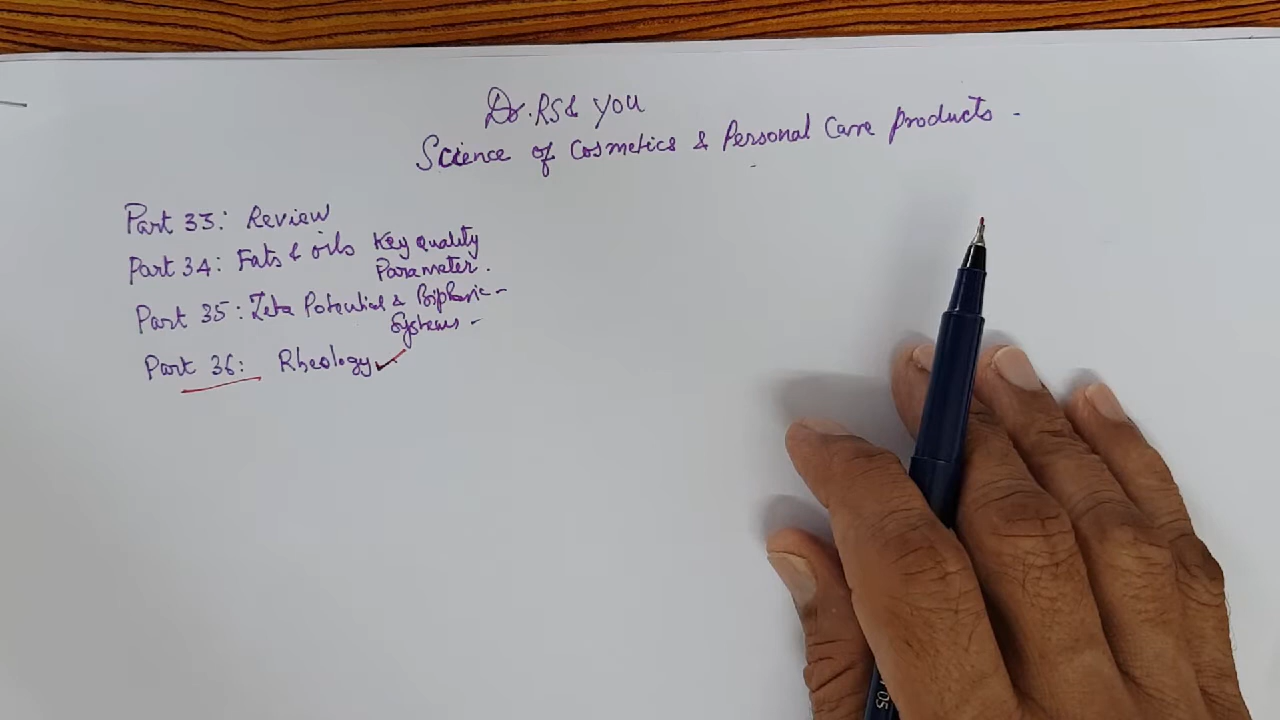 Dr. RS & YOU
Science of Cosmetics & Personal Care Products -
Part 33: Review
Part 34: Fats & oils Key quality
Parameter.
Part 35: Zeta Potential & Biphasic -
Systems -
Part 36: Rheology ✓
05